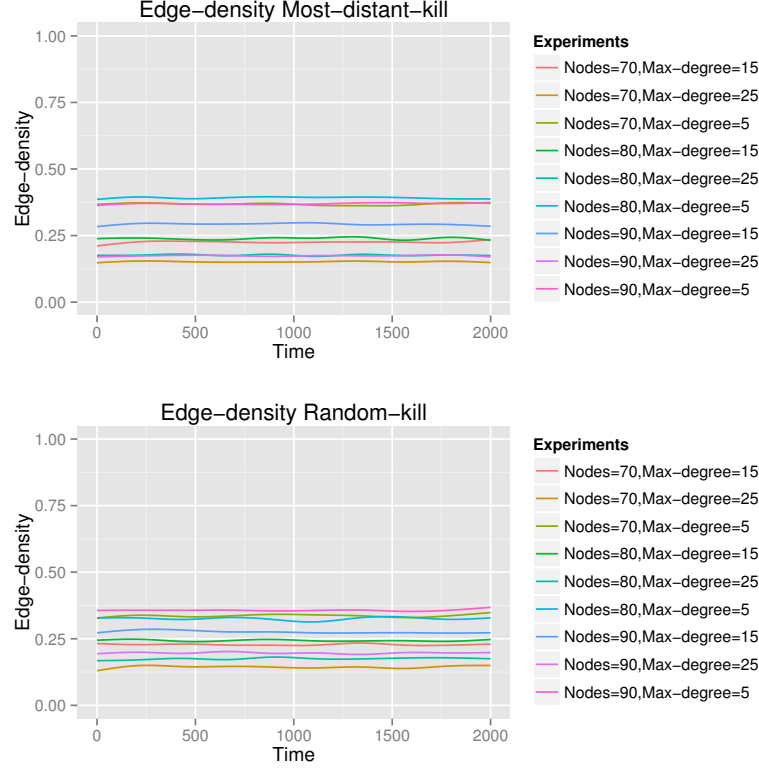 Edge−density Most−distant−kill
1.00
0.75
0.50
0.25
0.00
Edge−density
0
500
1000
1500
2000
Time
Experiments
Nodes=70,Max−degree=15
Nodes=70,Max−degree=25
Nodes=70,Max−degree=5
Nodes=80,Max−degree=15
Nodes=80,Max−degree=25
Nodes=80,Max−degree=5
Nodes=90,Max−degree=15
Nodes=90,Max−degree=25
Nodes=90,Max−degree=5
Edge−density Random−kill
1.00
0.75
0.50
0.25
0.00
Edge−density
0
500
1000
1500
2000
Time
Experiments
Nodes=70,Max−degree=15
Nodes=70,Max−degree=25
Nodes=70,Max−degree=5
Nodes=80,Max−degree=15
Nodes=80,Max−degree=25
Nodes=80,Max−degree=5
Nodes=90,Max−degree=15
Nodes=90,Max−degree=25
Nodes=90,Max−degree=5